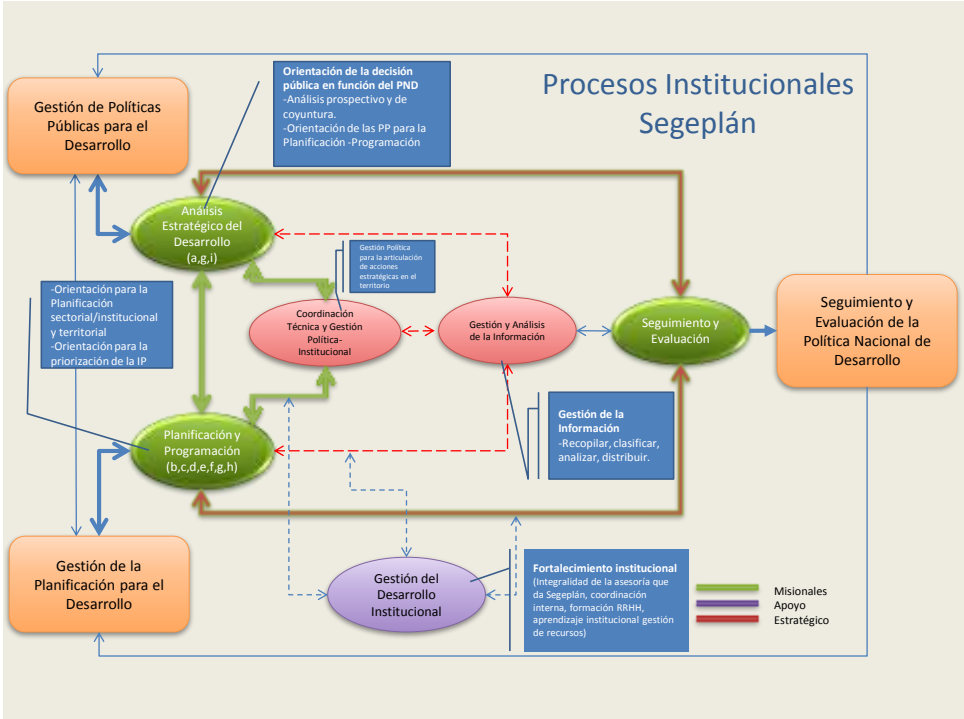 Procesos Institucionales
Segeplán
Gestión de Políticas
Públicas para el
Desarrollo
Orientación de la decisión
pública en función del PND
-Análisis prospectivo y de
coyuntura.
-Orientación de las PP para la
Planificación -Programación
Análisis
Estratégico del
Desarrollo
(a,g,i)
Gestión Política
para la articulación
de acciones
estratégicas en el
territorio
-Orientación para la
Planificación
sectorial/institucional
y territorial
-Orientación para la
priorización de la IP
Coordinación
Técnica y Gestión
Política-
Institucional
Gestión y Análisis
de la Información
Seguimiento y
Evaluación
Seguimiento y
Evaluación de la
Política Nacional de
Desarrollo
Planificación y
Programación
(b,c,d,e,f,g,h)
Gestión de la
Información
-Recopilar, clasificar,
analizar, distribuir.
Gestión de la
Planificación para el
Desarrollo
Gestión del
Desarrollo
Institucional
Fortalecimiento institucional
(Integralidad de la asesoría que
da Segeplán, coordinación
interna, formación RRHH,
aprendizaje institucional gestión
de recursos)
Misionales
Apoyo
Estratégico